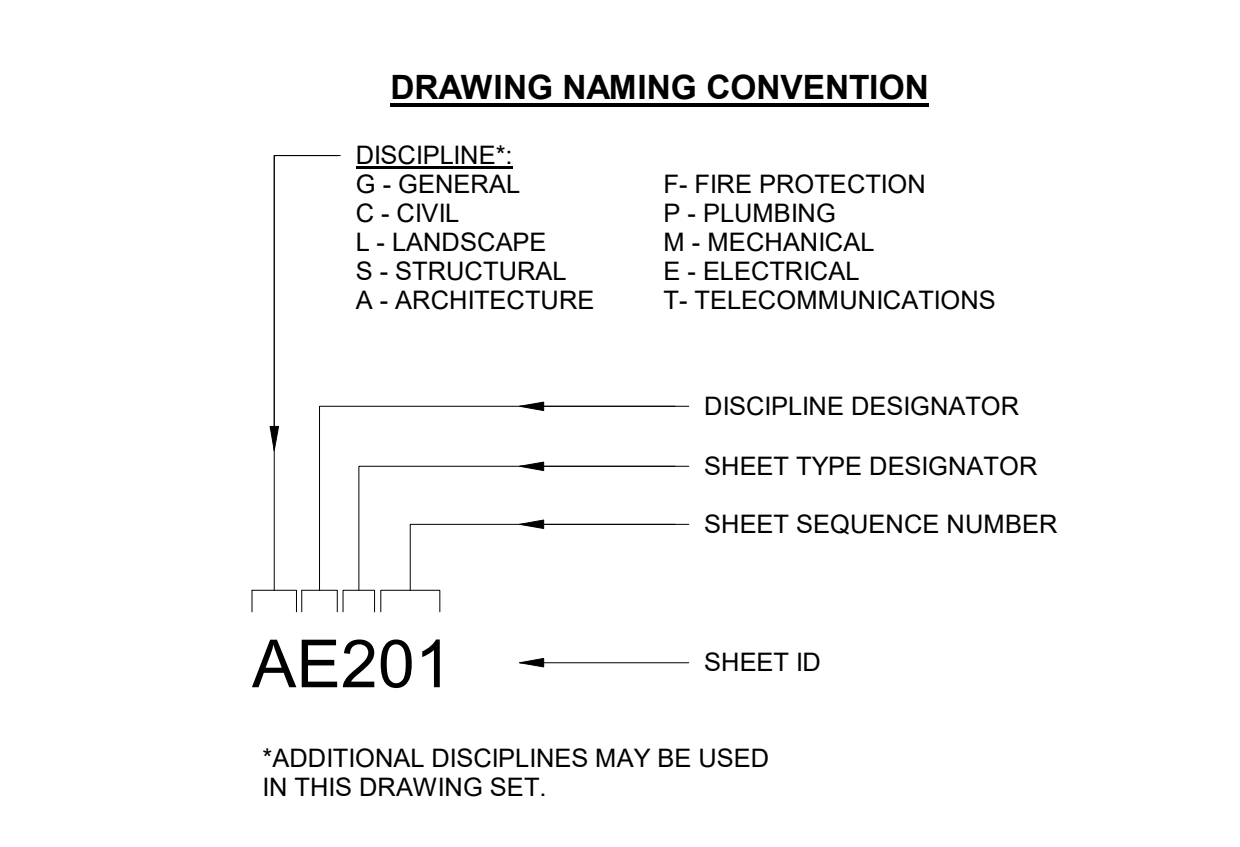 DRAWING NAMING CONVENTION
DISCIPLINE*:
G - GENERAL
C - CIVIL
L - LANDSCAPE
S - STRUCTURAL
A - ARCHITECTURE
F- FIRE PROTECTION
P - PLUMBING
M - MECHANICAL
E - ELECTRICAL
T- TELECOMMUNICATIONS
DISCIPLINE DESIGNATOR
SHEET TYPE DESIGNATOR
SHEET SEQUENCE NUMBER
AE201
SHEET ID
*ADDITIONAL DISCIPLINES MAY BE USED
IN THIS DRAWING SET.